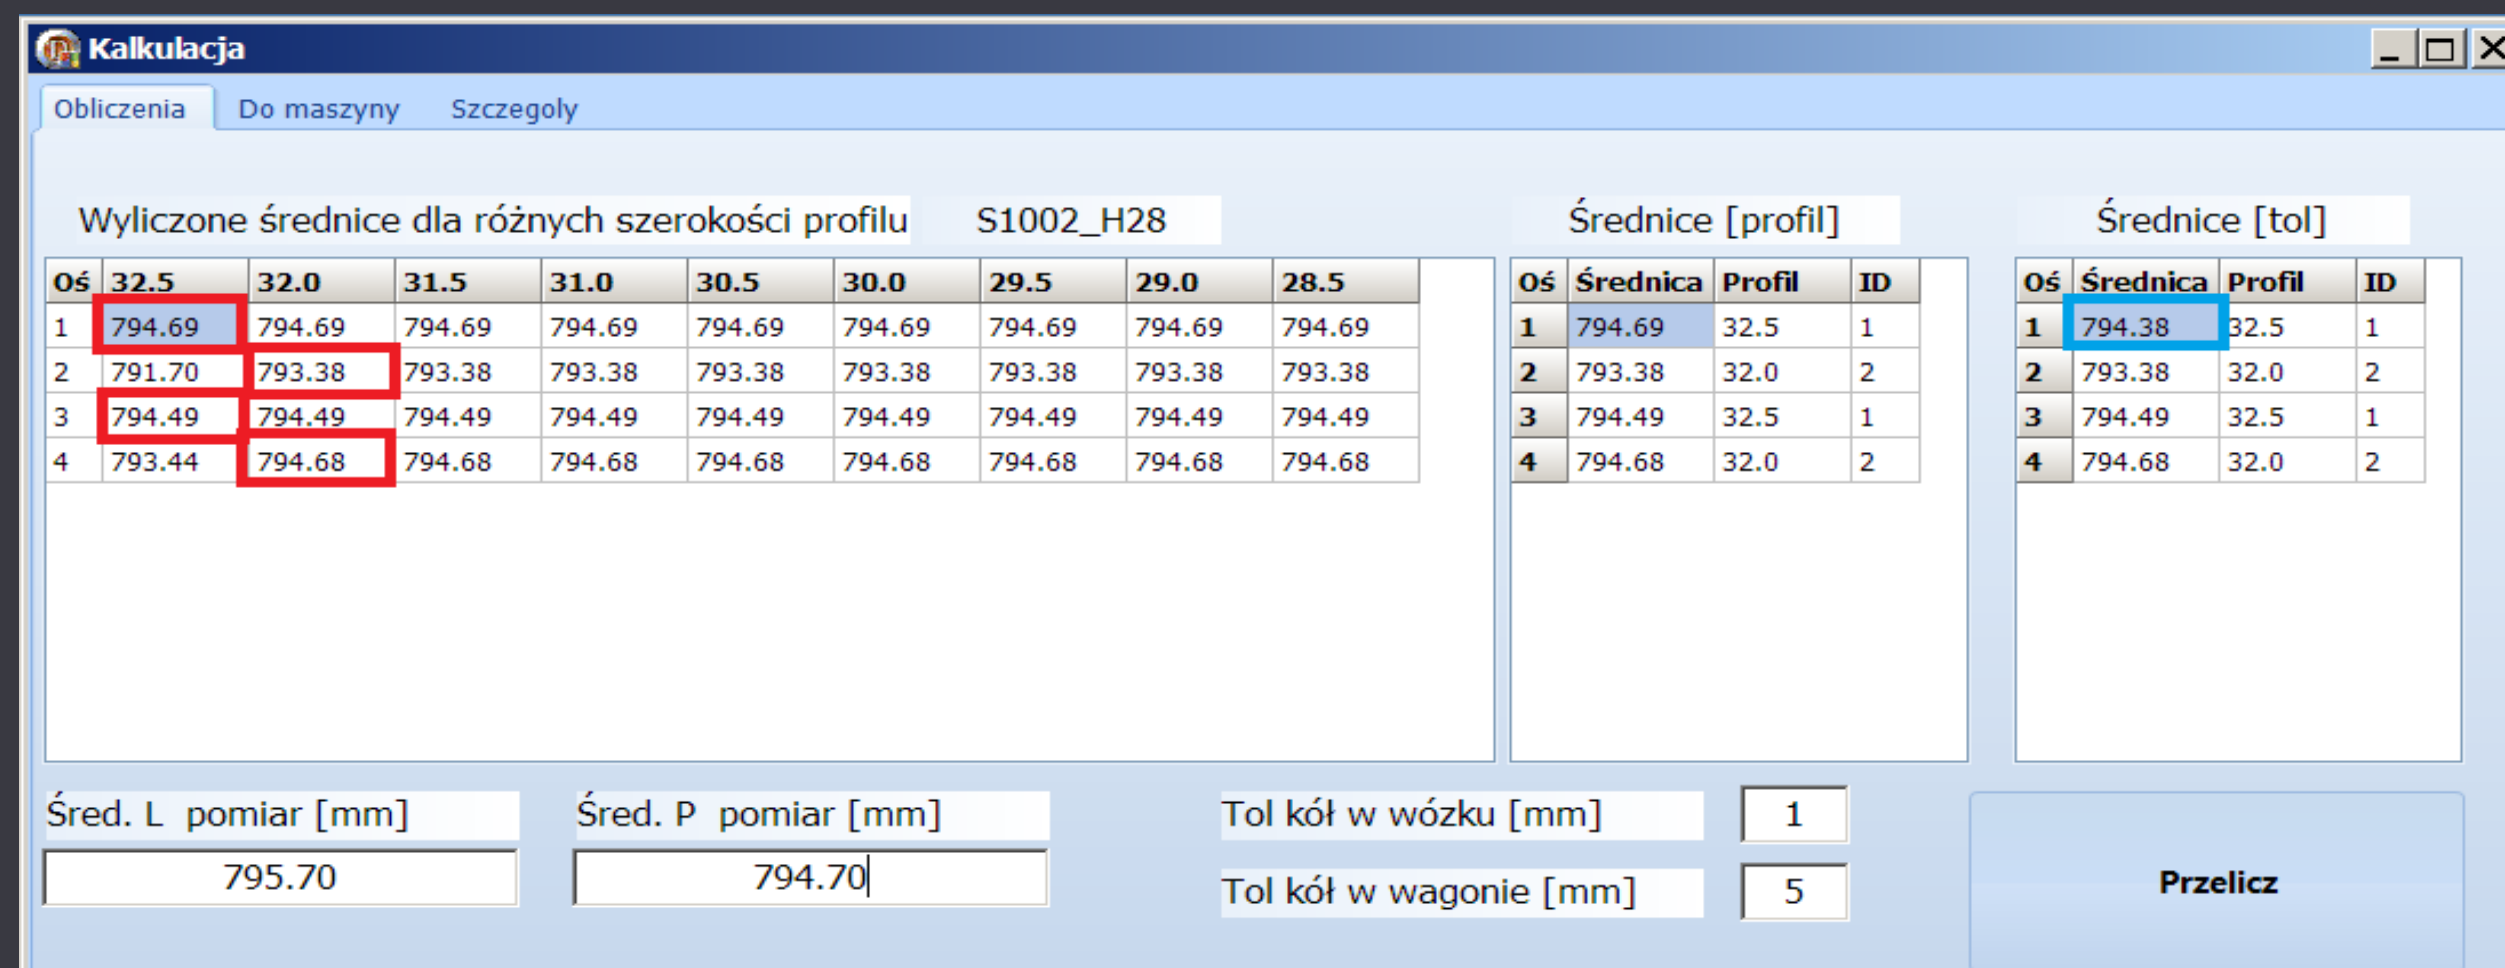 Kalkulacja
Obliczenia Do maszyny Szczegoly
Wyliczone średnice dla różnych szerokości profilu S1002_H28 Średnice [profil] Średnice [tol]
Oś 32.5 32.0 31.5 31.0 30.5 30.0 29.5 29.0 28.5 Oś Średnica Profil ID Oś Średnica Profil ID
1 794.69 794.69 794.69 794.69 794.69 794.69 794.69 794.69 794.69 1 794.69 32.5 1 1 794.38 32.5 1
2 791.70 793.38 793.38 793.38 793.38 793.38 793.38 793.38 793.38 2 793.38 32.0 2 2 793.38 32.0 2
3 794.49 794.49 794.49 794.49 794.49 794.49 794.49 794.49 794.49 3 794.49 32.5 1 3 794.49 32.5 1
4 793.44 794.68 794.68 794.68 794.68 794.68 794.68 794.68 794.68 4 794.68 32.0 2 4 794.68 32.0 2
Śred. L pomiar [mm] Śred. P pomiar [mm] Tol kół w wózku [mm] 1
795.70 794.70 Tol kół w wagonie [mm] 5 Przelicz